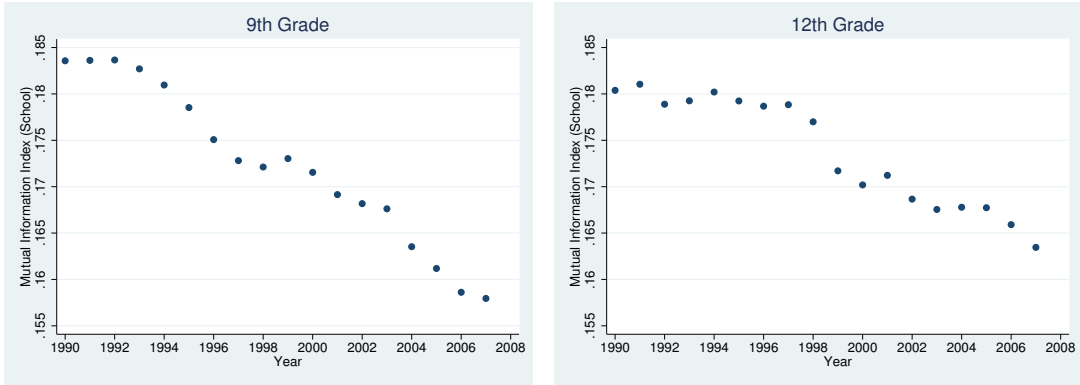 9th Grade
Mutual Information Index (School)
.185
.18
.175
.17
.165
.16
.155
1990 1992 1994 1996 1998 2000 2002 2004 2006 2008
Year
12th Grade
Mutual Information Index (School)
.185
.18
.175
.17
.165
.16
.155
1990 1992 1994 1996 1998 2000 2002 2004 2006 2008
Year